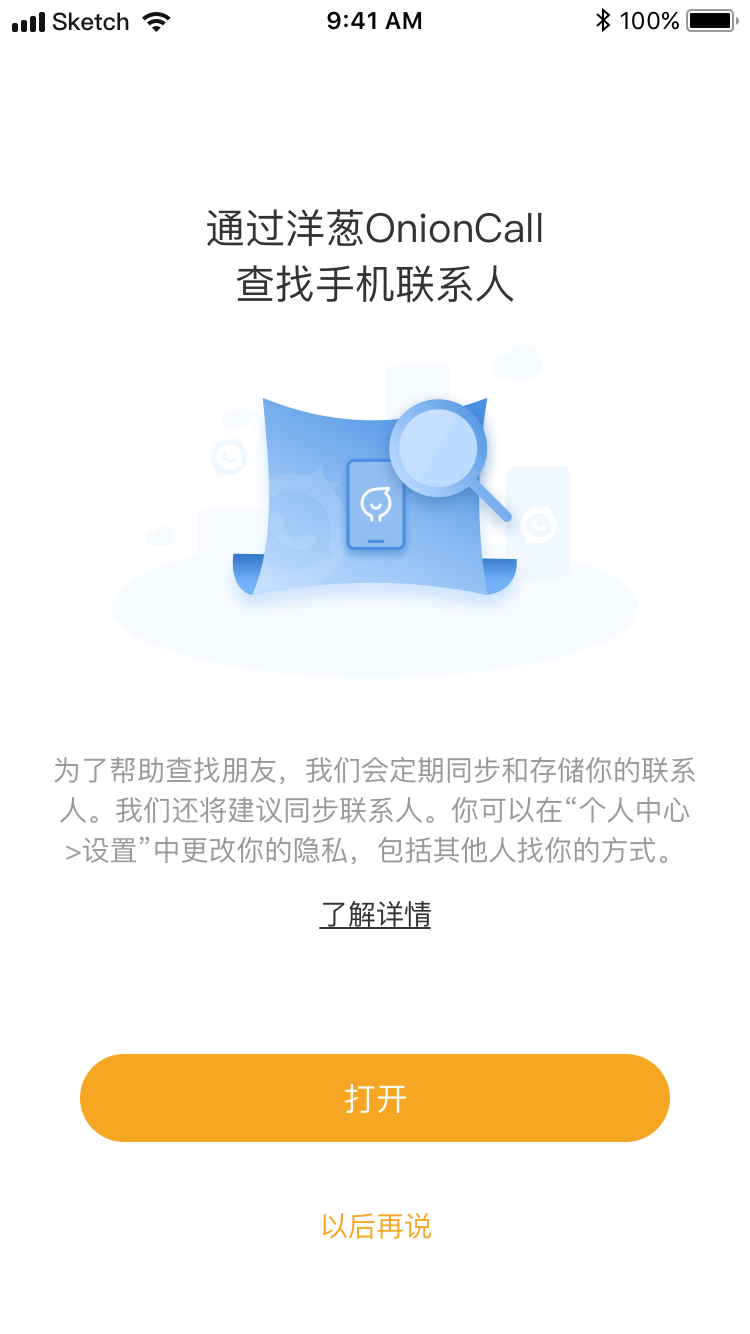 Sketch 9:41 AM 100%
通过洋葱OnionCall
查找手机联系人
为了帮助查找朋友，我们会定期同步和存储你的联系
人。我们还将建议同步联系人。你可以在“个人中心
>设置”中更改你的隐私，包括其他人找你的方式。
了解详情
打开
以后再说